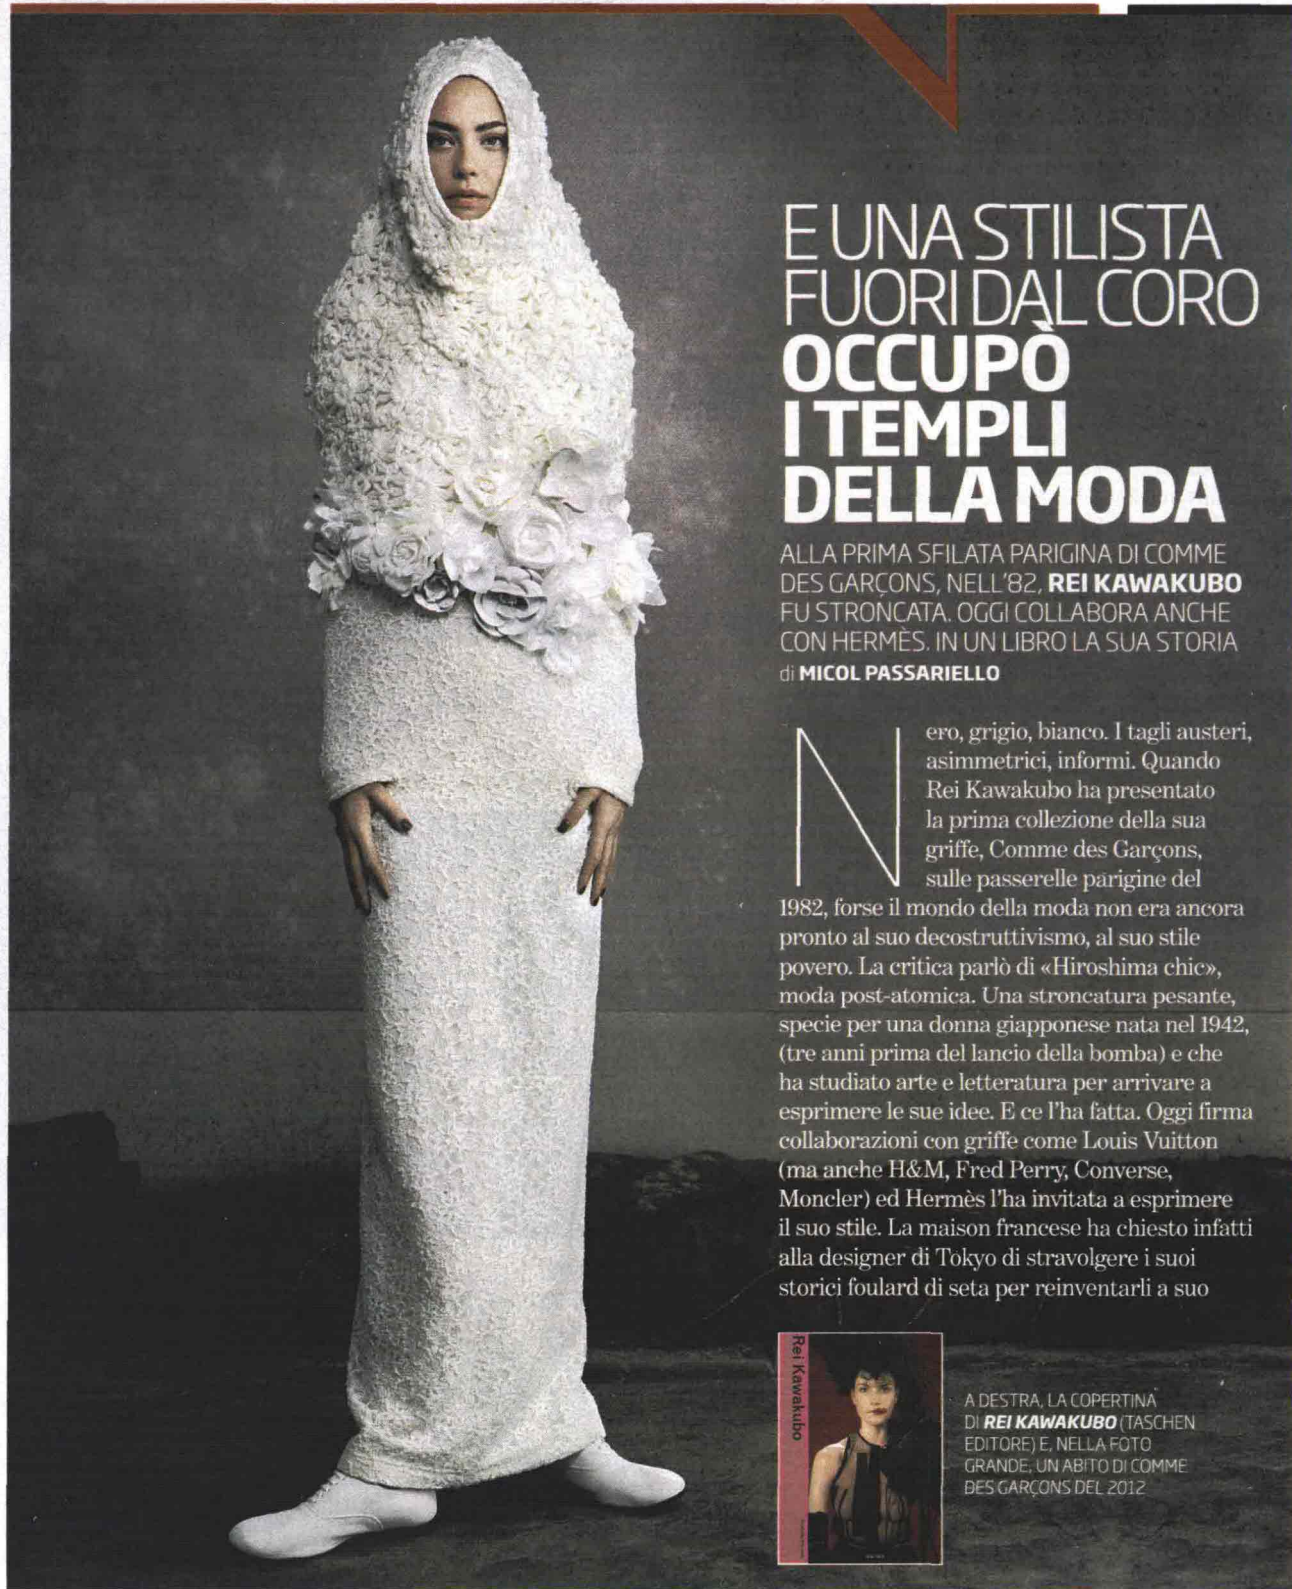 E UNA STILISTA
FUORI DAL CORO
OCCUPÒ
I TEMPLI
DELLA MODA
ALLA PRIMA SFILATA PARIGINA DI COMME
DES GARÇONS, NELL'82, REI KAWAKUBO
FU STRONCATA. OGGI COLLABORA ANCHE
CON HERMÈS. IN UN LIBRO LA SUA STORIA
di MICOL PASSARIELLO
Nero, grigio, bianco. I tagli austeri,
asimmetrici, informi. Quando
Rei Kawakubo ha presentato
la prima collezione della sua
griffe, Comme des Garçons,
sulle passerelle parigine del
1982, forse il mondo della moda non era ancora
pronto al suo decostruttivismo, al suo stile
povero. La critica parlò di «Hiroshima chic»,
moda post-atomica. Una stroncatura pesante,
specie per una donna giapponese nata nel 1942,
(tre anni prima del lancio della bomba) e che
ha studiato arte e letteratura per arrivare a
esprimere le sue idee. E ce l'ha fatta. Oggi firma
collaborazioni con griffe come Louis Vuitton
(ma anche H&M, Fred Perry, Converse,
Moncler) ed Hermès l'ha invitata a esprimere
il suo stile. La maison francese ha chiesto infatti
alla designer di Tokyo di stravolgere i suoi
storici foulard di seta per reinventarli a suo
Rei Kawakubo
A DESTRA, LA COPERTINA
DI REI KAWAKUBO (TASCHEN
EDITORE) E, NELLA FOTO
GRANDE, UN ABITO DI COMME
DES GARÇONS DEL 2012